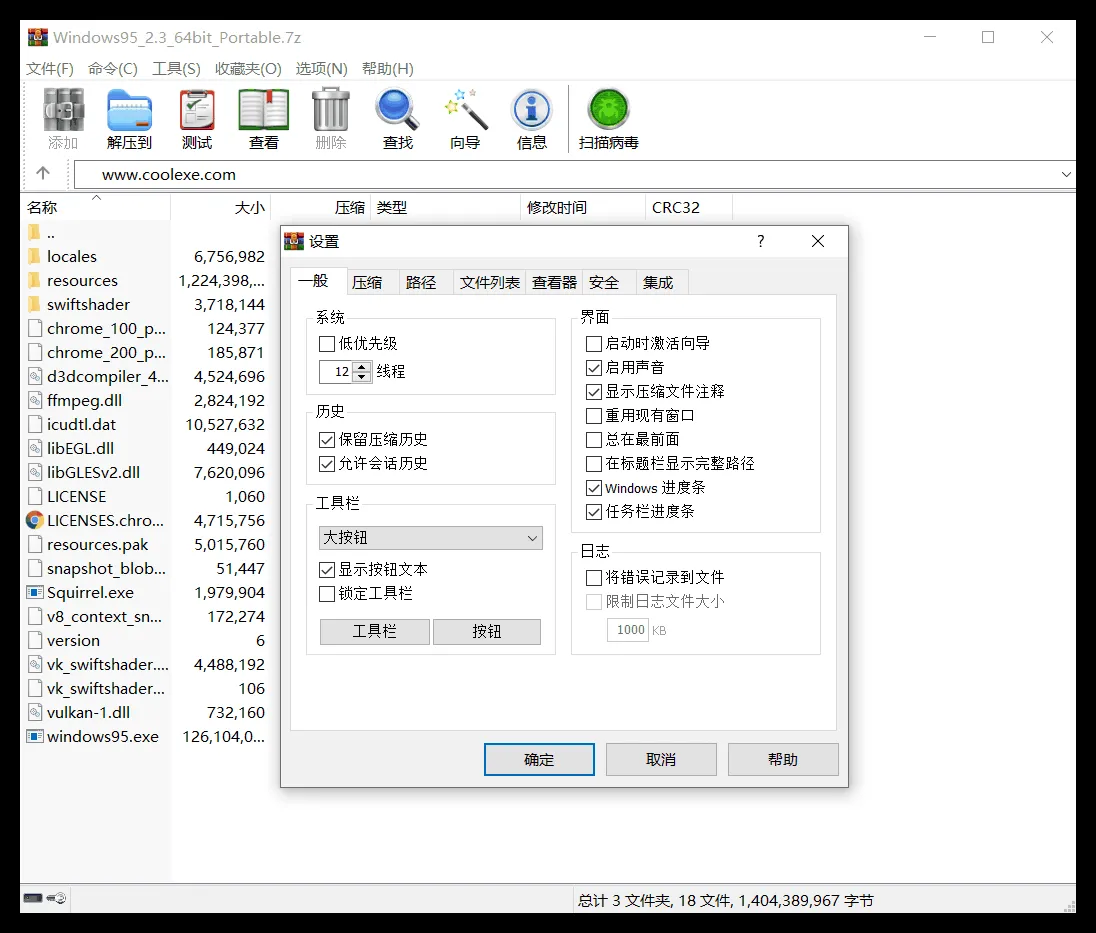 Windows95_2.3_64bit_Portable.7z
文件(F) 命令(C) 工具(S) 收藏夹(O) 选项(N) 帮助(H)
添加 解压到 测试 查看 删除 查找 向导 信息 扫描病毒
www.coolexe.com
名称 大小 压缩 类型 修改时间 CRC32
..
locales 6,756,982
resources 1,224,398,...
swiftshader 3,718,144
chrome_100_p... 124,377
chrome_200_p... 185,871
d3dcompiler_4... 4,524,696
ffmpeg.dll 2,824,192
icudtl.dat 10,527,632
libEGL.dll 449,024
libGLESv2.dll 7,620,096
LICENSE 1,060
LICENSES.chro... 4,715,756
resources.pak 5,015,760
snapshot_blob... 51,447
Squirrel.exe 1,979,904
v8_context_sn... 172,274
version 6
vk_swiftshader.... 4,488,192
vk_swiftshader... 106
vulkan-1.dll 732,160
windows95.exe 126,104,0...
设置 ?
一般 压缩 路径 文件列表 查看器 安全 集成
系统
低优先级
12 线程
历史
保留压缩历史
允许会话历史
工具栏
大按钮
显示按钮文本
锁定工具栏
工具栏 按钮
界面
启动时激活向导
启用声音
显示压缩文件注释
重用现有窗口
总在最前面
在标题栏显示完整路径
Windows 进度条
任务栏进度条
日志
将错误记录到文件
限制日志文件大小
1000 KB
确定 取消 帮助
总计 3 文件夹, 18 文件, 1,404,389,967 字节